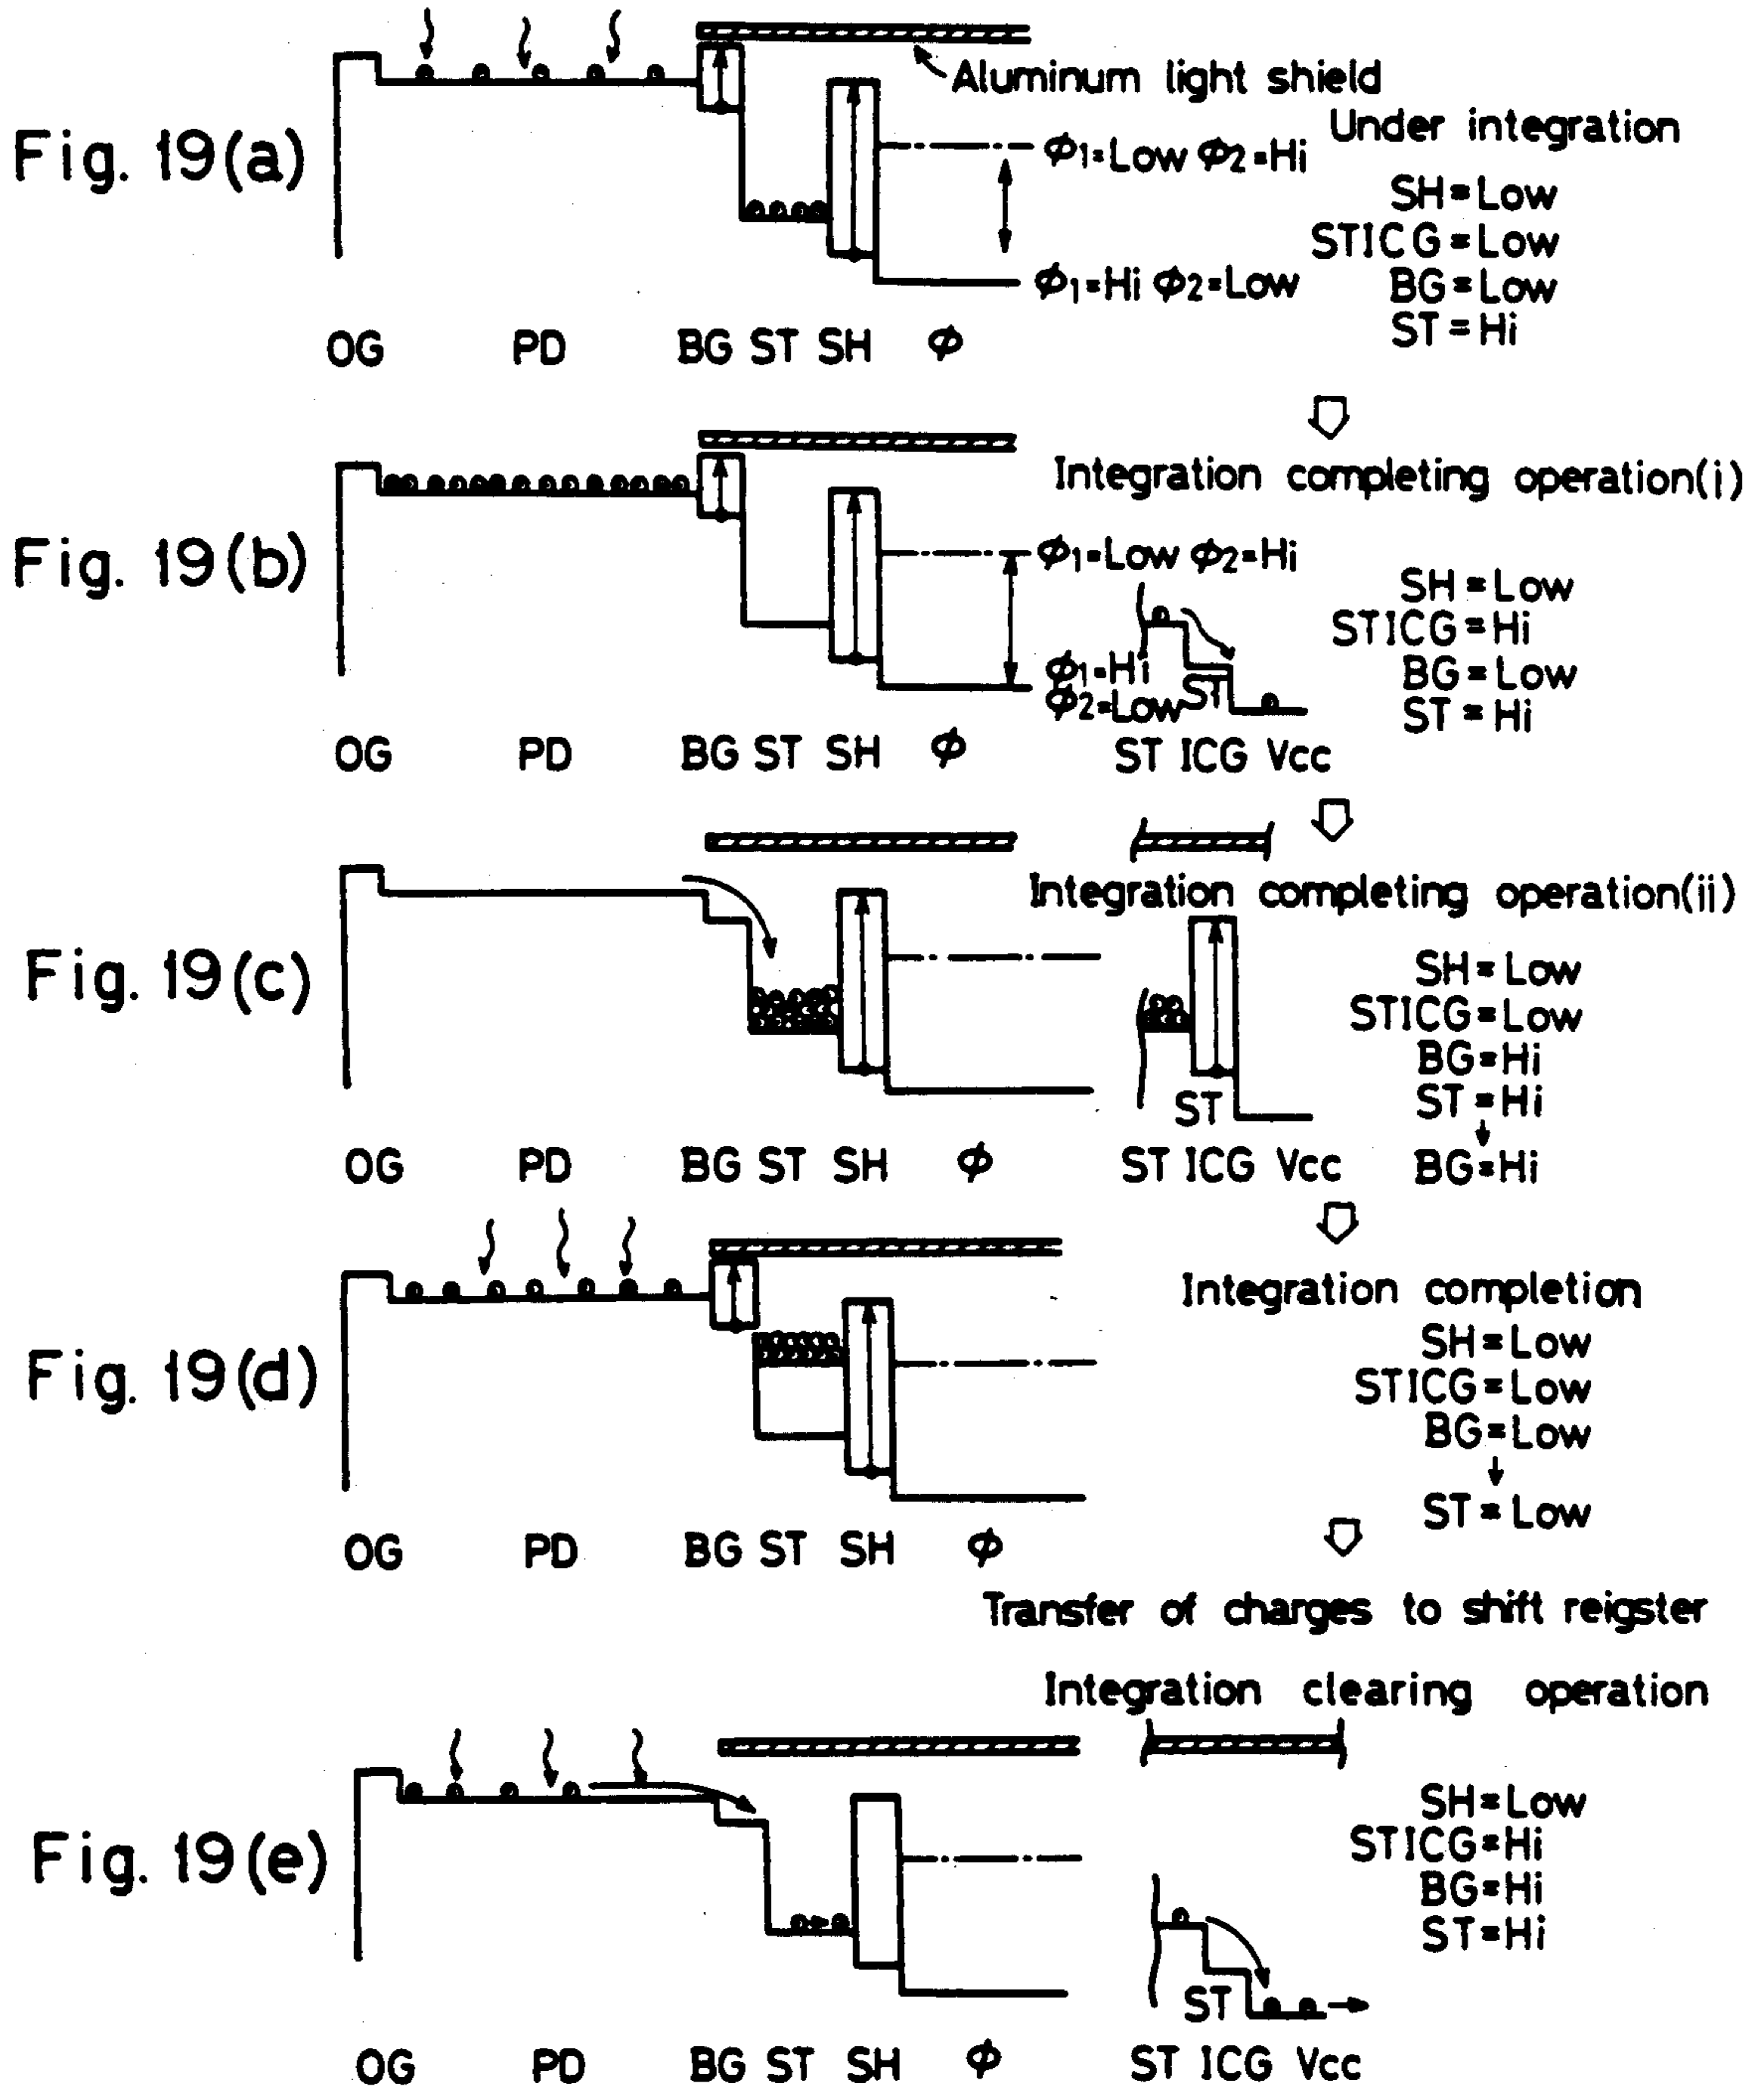 Fig. 19(a)
Aluminum light shield
Under integration
ϕ1=Low ϕ2=Hi
ϕ1=Hi ϕ2=Low
SH=Low
STICG=Low
BG=Low
ST=Hi
OG PD BG ST SH ϕ
Fig. 19(b)
Integration completing operation(i)
ϕ1=Low ϕ2=Hi
ϕ1=Hi
ϕ2=Low
ST
SH=Low
STICG=Hi
BG=Low
ST=Hi
OG PD BG ST SH ϕ ST ICG Vcc
Fig. 19(c)
Integration completing operation(ii)
SH=Low
STICG=Low
BG=Hi
ST=Hi
BG=Hi
ST
OG PD BG ST SH ϕ ST ICG Vcc
Fig. 19(d)
Integration completion
SH=Low
STICG=Low
BG=Low
ST=Low
OG PD BG ST SH ϕ
Transfer of charges to shift reigster
Fig. 19(e)
Integration clearing operation
SH=Low
STICG=Hi
BG=Hi
ST=Hi
ST
OG PD BG ST SH ϕ ST ICG Vcc